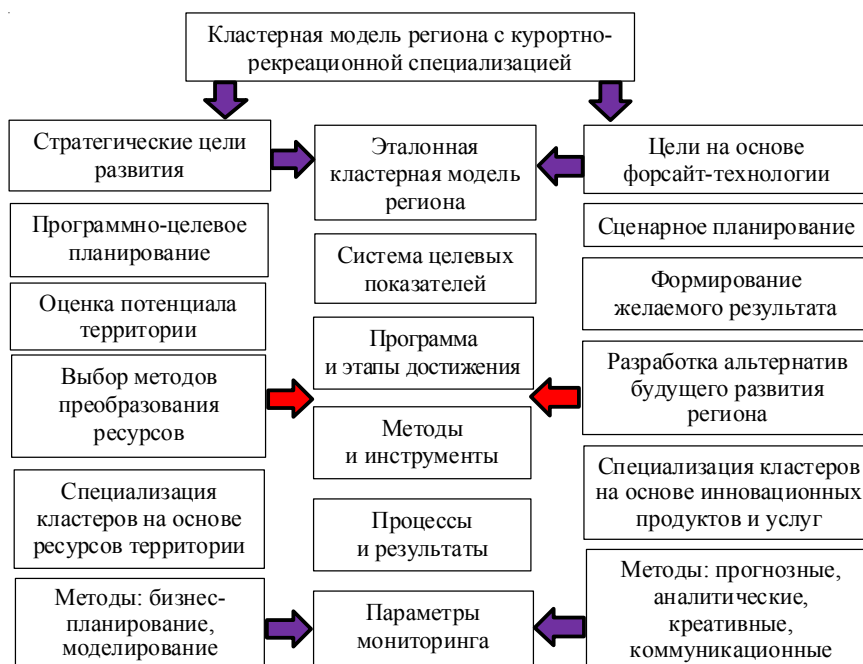 Кластерная модель региона с курортно-
рекреационной специализацией
Стратегические цели
развития
Программно-целевое
планирование
Оценка потенциала
территории
Выбор методов
преобразования
ресурсов
Специализация
кластеров на основе
ресурсов территории
Методы: бизнес-
планирование,
моделирование
Эталонная
кластерная модель
региона
Система целевых
показателей
Программа
и этапы достижения
Методы
и инструменты
Процессы
и результаты
Параметры
мониторинга
Цели на основе
форсайт-технологии
Сценарное планирование
Формирование
желаемого результата
Разработка альтернатив
будущего развития
региона
Специализация кластеров
на основе инновационных
продуктов и услуг
Методы: прогнозные,
аналитические,
креативные,
коммуникационные